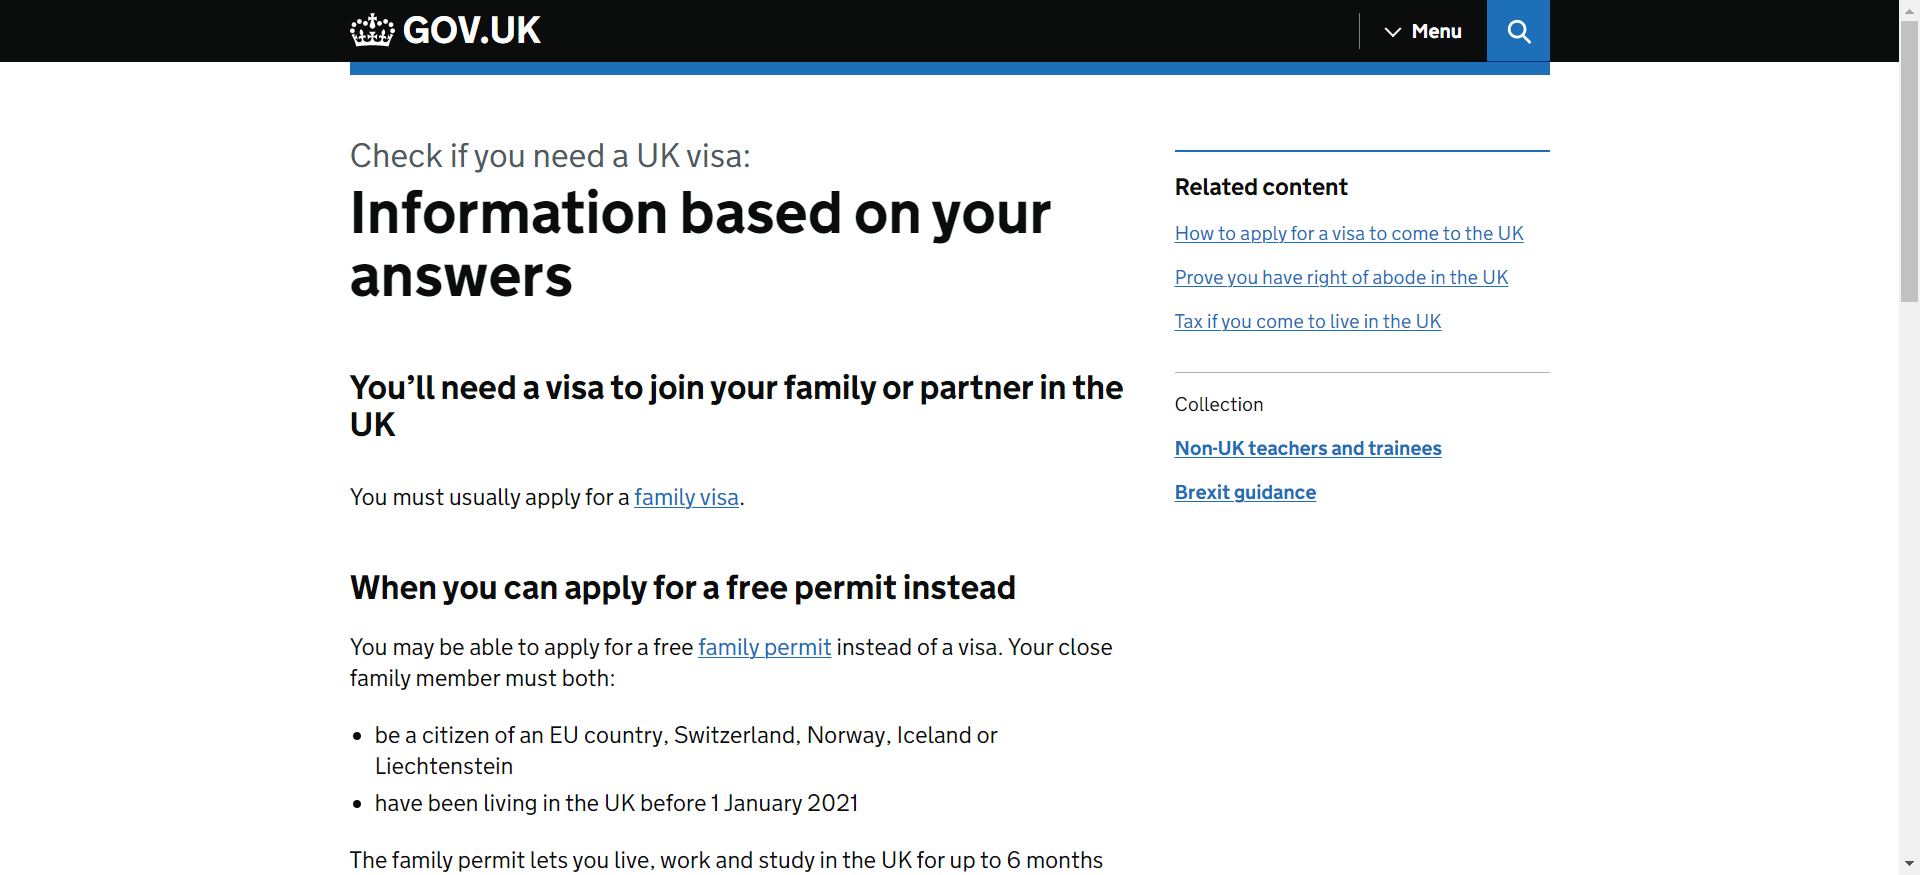 GOV.UK
Menu
Check if you need a UK visa:
Information based on your
answers
You’ll need a visa to join your family or partner in the
UK
You must usually apply for a family visa.
When you can apply for a free permit instead
You may be able to apply for a free family permit instead of a visa. Your close
family member must both:
be a citizen of an EU country, Switzerland, Norway, Iceland or
Liechtenstein
have been living in the UK before 1 January 2021
The family permit lets you live, work and study in the UK for up to 6 months
Related content
How to apply for a visa to come to the UK
Prove you have right of abode in the UK
Tax if you come to live in the UK
Collection
Non-UK teachers and trainees
Brexit guidance